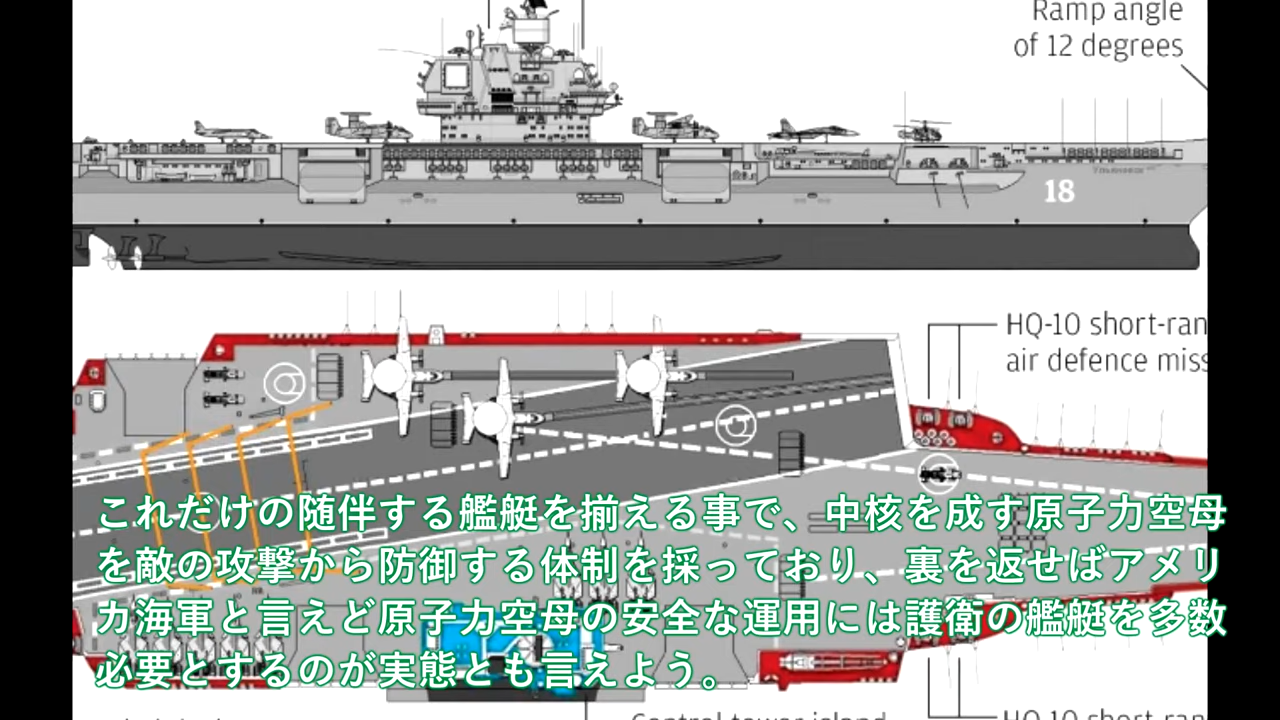 Ramp angle
of 12 degrees
18
HQ-10 short-ran
air defence miss
これだけの随伴する艦艇を揃える事で、中核を成す原子力空母
を敵の攻撃から防御する体制を採っており、裏を返せばアメリ
カ海軍と言えど原子力空母の安全な運用には護衛の艦艇を多数
必要とするのが実態とも言えよう。
Control tower island
HQ-10 short-ran